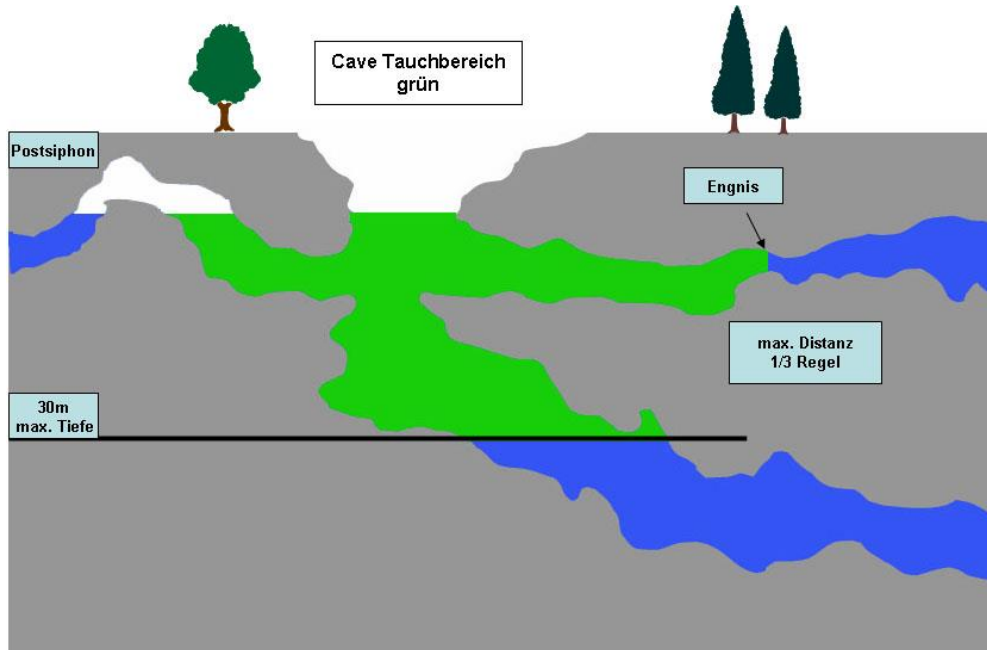 Cave Tauchbereich
grün
Postsiphon
Engnis
max. Distanz
1/3 Regel
30m
max. Tiefe